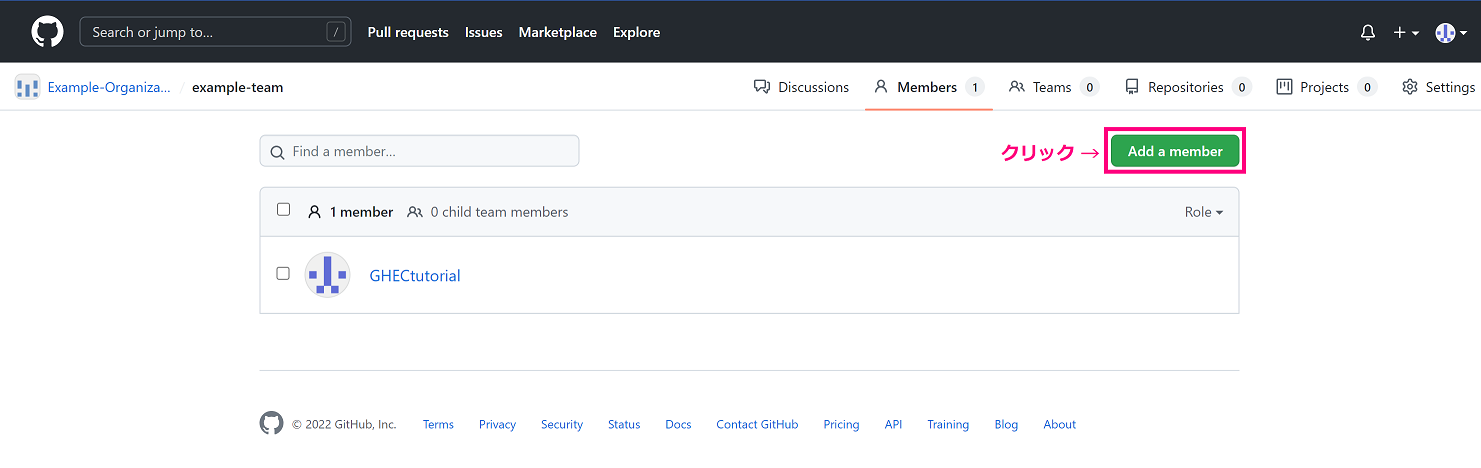 Search or jump to... /
Pull requests Issues Marketplace Explore
Example-Organiza... / example-team
Discussions Members 1 Teams 0 Repositories 0 Projects 0 Settings
Find a member...
クリック → Add a member
1 member 0 child team members Role
GHECtutorial
© 2022 GitHub, Inc. Terms Privacy Security Status Docs Contact GitHub Pricing API Training Blog About